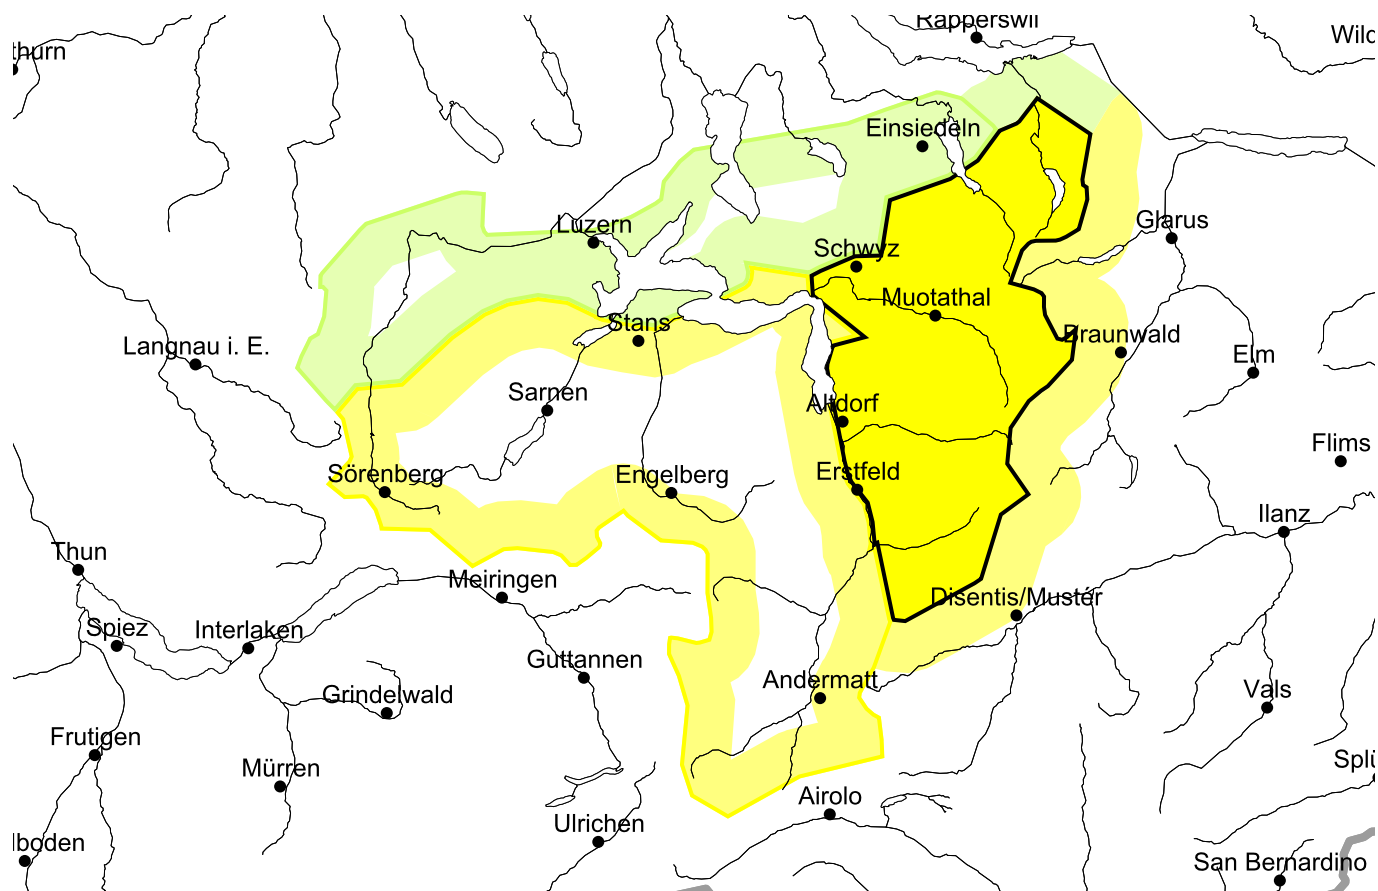 Rapperswil
Wild
thurn
Einsiedeln
Glarus
Luzern
Schwyz
Muotathal
Stans
Braunwald
Langnau i. E.
Elm
Sarnen
Altdorf
Flims
Sörenberg
Engelberg
Erstfeld
Ilanz
Thun
Meiringen
Disentis/Mustér
Spiez
Interlaken
Guttannen
Andermatt
Vals
Grindelwald
Frutigen
Mürren
Splü
Airolo
Ulrichen
lboden
San Bernardino